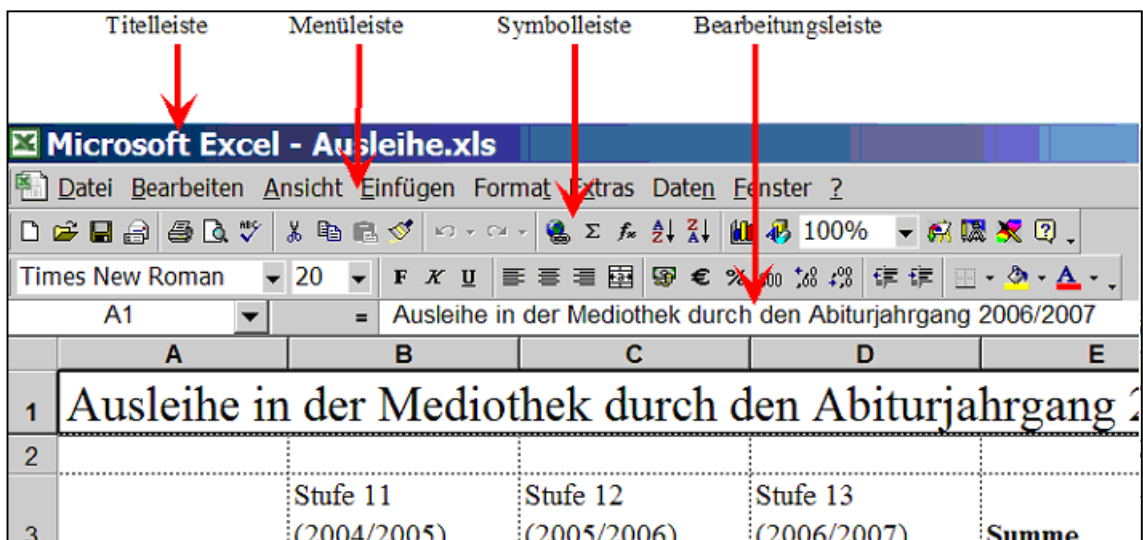 Titelleiste Menüleiste Symbolleiste Bearbeitungsleiste
Microsoft Excel - Ausleihe.xls
Datei Bearbeiten Ansicht Einfügen Format Extras Daten Fenster ?
100%
Times New Roman 20 F K U € % 000
A1 = Ausleihe in der Mediothek durch den Abiturjahrgang 2006/2007
A B C D E
1 Ausleihe in der Mediothek durch den Abiturjahrgang 2
2
Stufe 11 Stufe 12 Stufe 13
3 (2004/2005) (2005/2006) (2006/2007) Summe